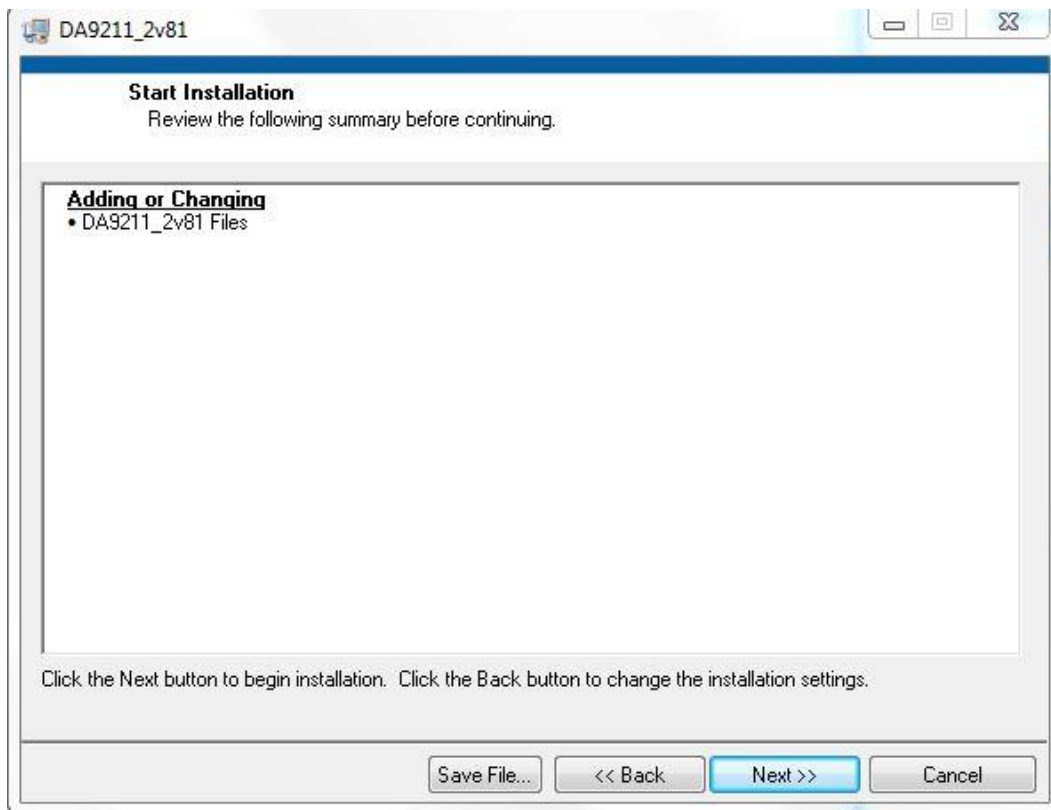 DA9211_2v81
Start Installation
Review the following summary before continuing.
Adding or Changing
• DA9211_2v81 Files
Click the Next button to begin installation.  Click the Back button to change the installation settings.
Save File... << Back Next >> Cancel